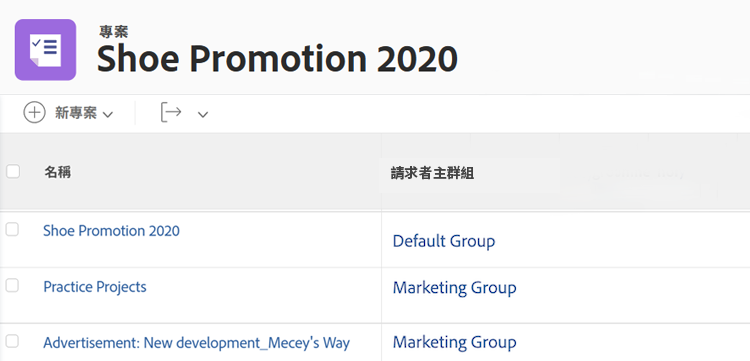 專案
Shoe Promotion 2020
新專案
名稱 請求者主群組
Shoe Promotion 2020 Default Group
Practice Projects Marketing Group
Advertisement: New development_Mecey's Way Marketing Group